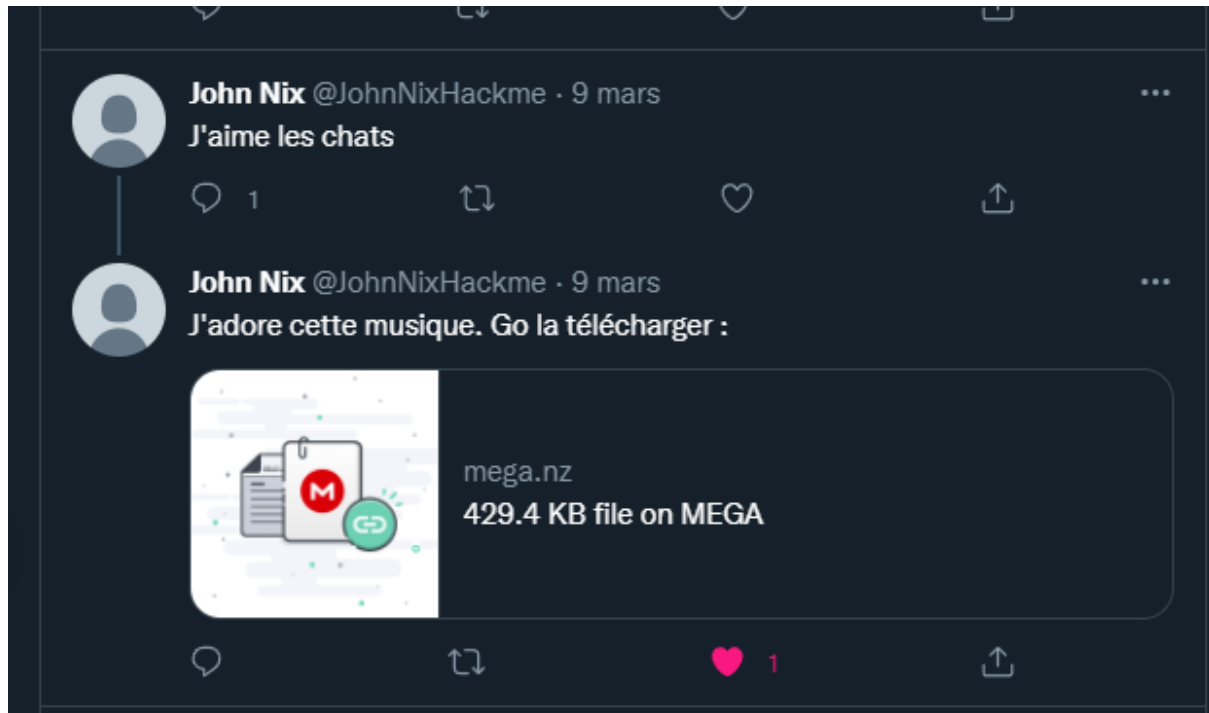 John Nix @JohnNixHackme · 9 mars
J'aime les chats
1
John Nix @JohnNixHackme · 9 mars
J'adore cette musique. Go la télécharger :
M
mega.nz
429.4 KB file on MEGA
1